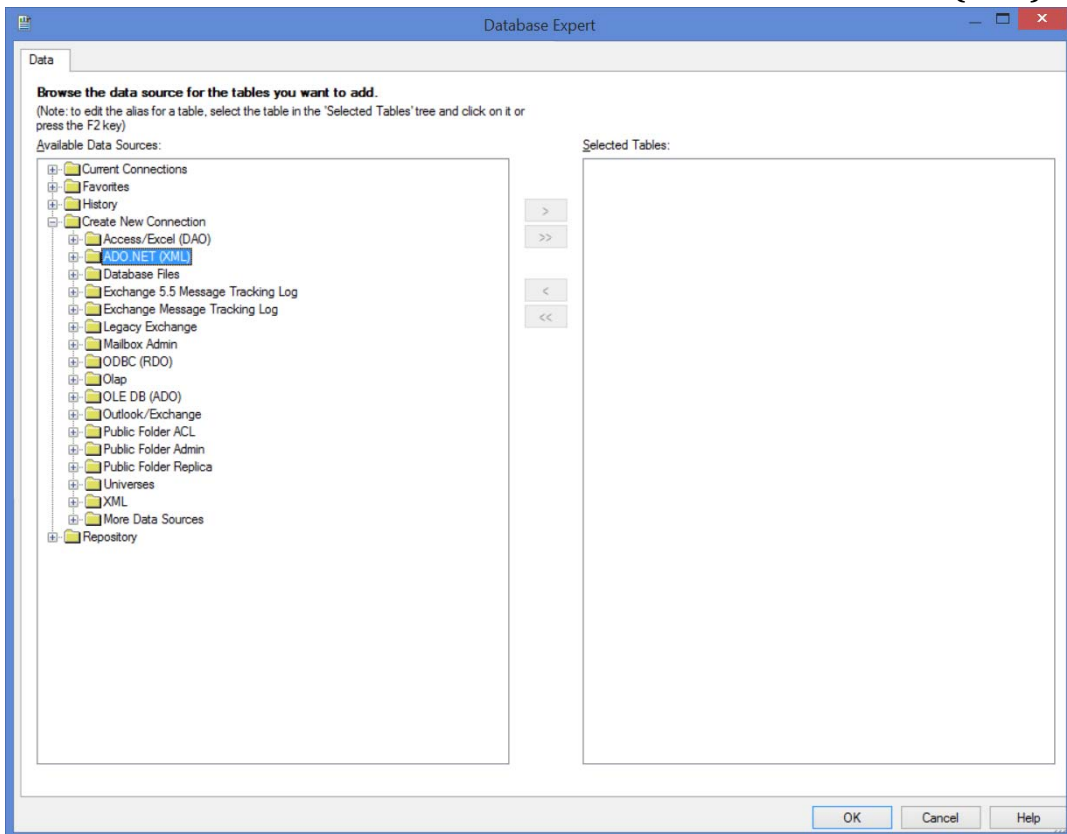 Database Expert
Data
Browse the data source for the tables you want to add.
(Note: to edit the alias for a table, select the table in the 'Selected Tables' tree and click on it or
press the F2 key)
Available Data Sources:
Selected Tables:
Current Connections
Favorites
History
Create New Connection
Access/Excel (DAO)
ADO.NET (XML)
Database Files
Exchange 5.5 Message Tracking Log
Exchange Message Tracking Log
Legacy Exchange
Mailbox Admin
ODBC (RDO)
Olap
OLE DB (ADO)
Outlook/Exchange
Public Folder ACL
Public Folder Admin
Public Folder Replica
Universes
XML
More Data Sources
Repository
>
>>
<
<<
OK Cancel Help